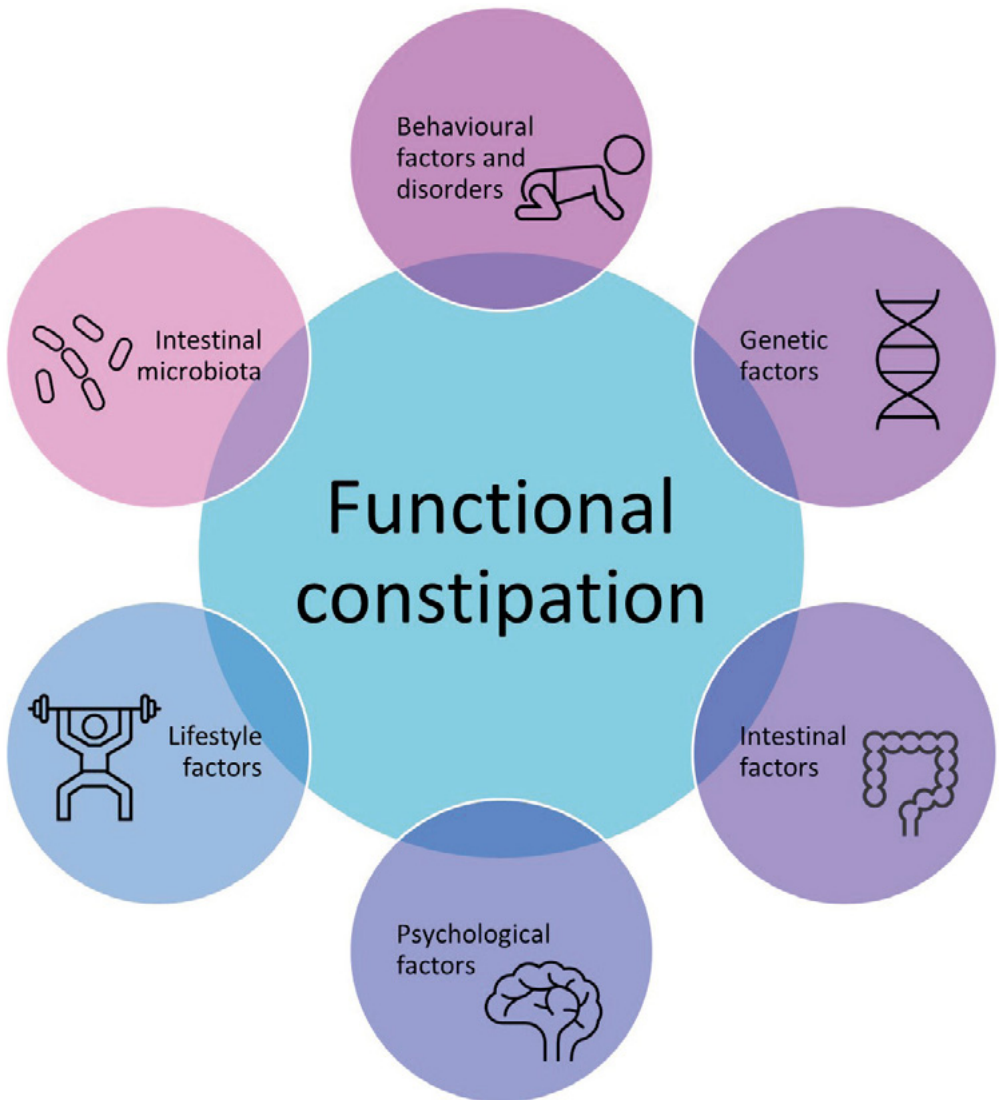 Behavioural
factors and
disorders
Intestinal
microbiota
Genetic
factors
Functional
constipation
Lifestyle
factors
Intestinal
factors
Psychological
factors